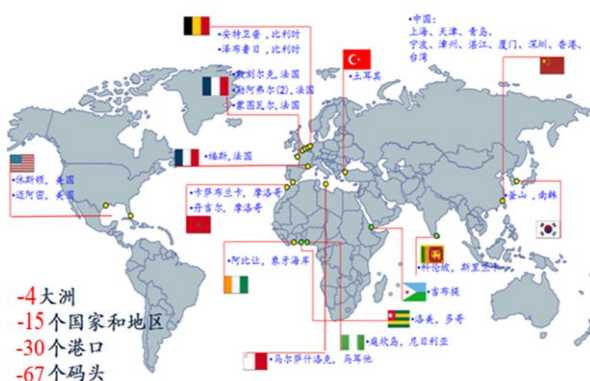 •安特卫普，比利时
•泽布鲁日，比利时
•中国：
上海、天津、青岛、
宁波、漳州、湛江、厦门、深圳、香港、
台湾
•敦刻尔克，法国
•勒阿弗尔(2)，法国
•蒙图瓦尔，法国
•土耳其
•福斯，法国
•休斯顿，美国
•迈阿密，美国
•卡萨布兰卡，摩洛哥
•丹吉尔，摩洛哥
•釜山，南韩
•阿比让，象牙海岸
•科伦坡，斯里兰卡
•吉布提
•洛美，多哥
•庭坎岛，尼日利亚
•马尔萨什洛克，马耳他
-4大洲
-15个国家和地区
-30个港口
-67个码头